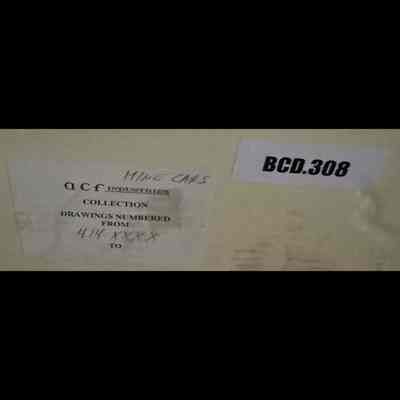 MINE CARS
acf INDUSTRIES
COLLECTION
DRAWINGS NUMBERED
FROM
414-XXXX
TO
BCD.308